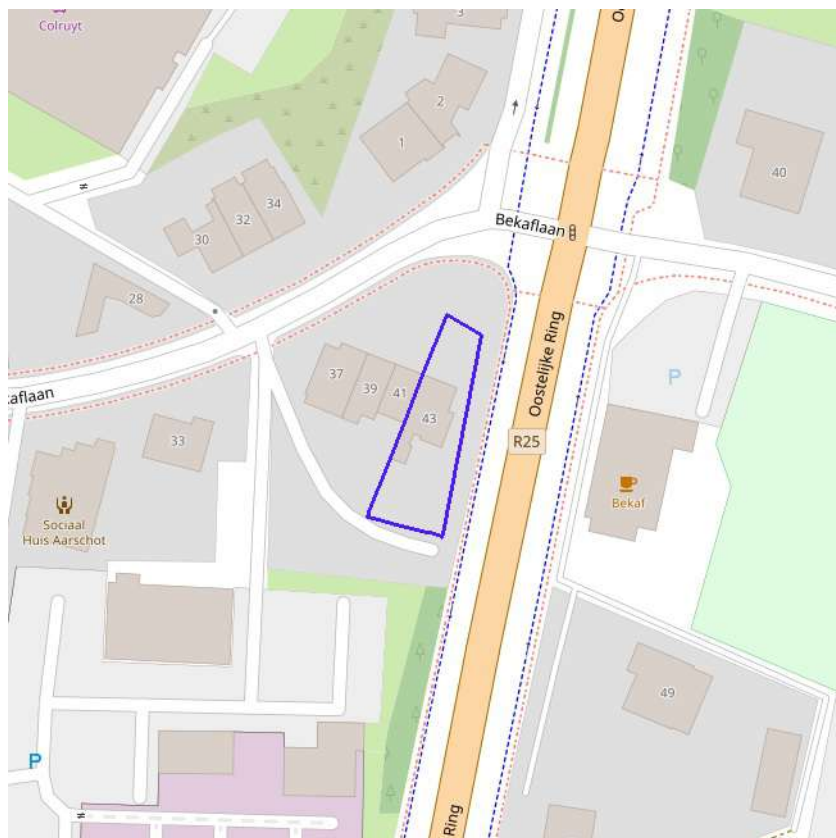 Colruyt
3
O
2
1
40
34
32
30
Bekaflaan
28
Oostelijke Ring
P
37
39
41
43
aflaan
R25
33
Sociaal
Huis Aarschot
Bekaf
49
P
Ring